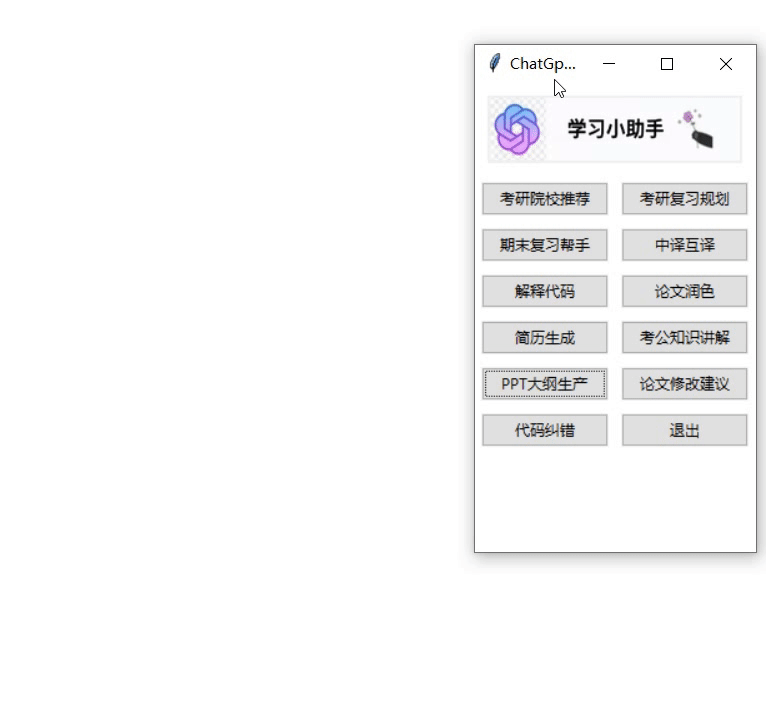 ChatGp...
学习小助手
考研院校推荐 考研复习规划
期末复习帮手 中译互译
解释代码 论文润色
简历生成 考公知识讲解
PPT大纲生产 论文修改建议
代码纠错 退出